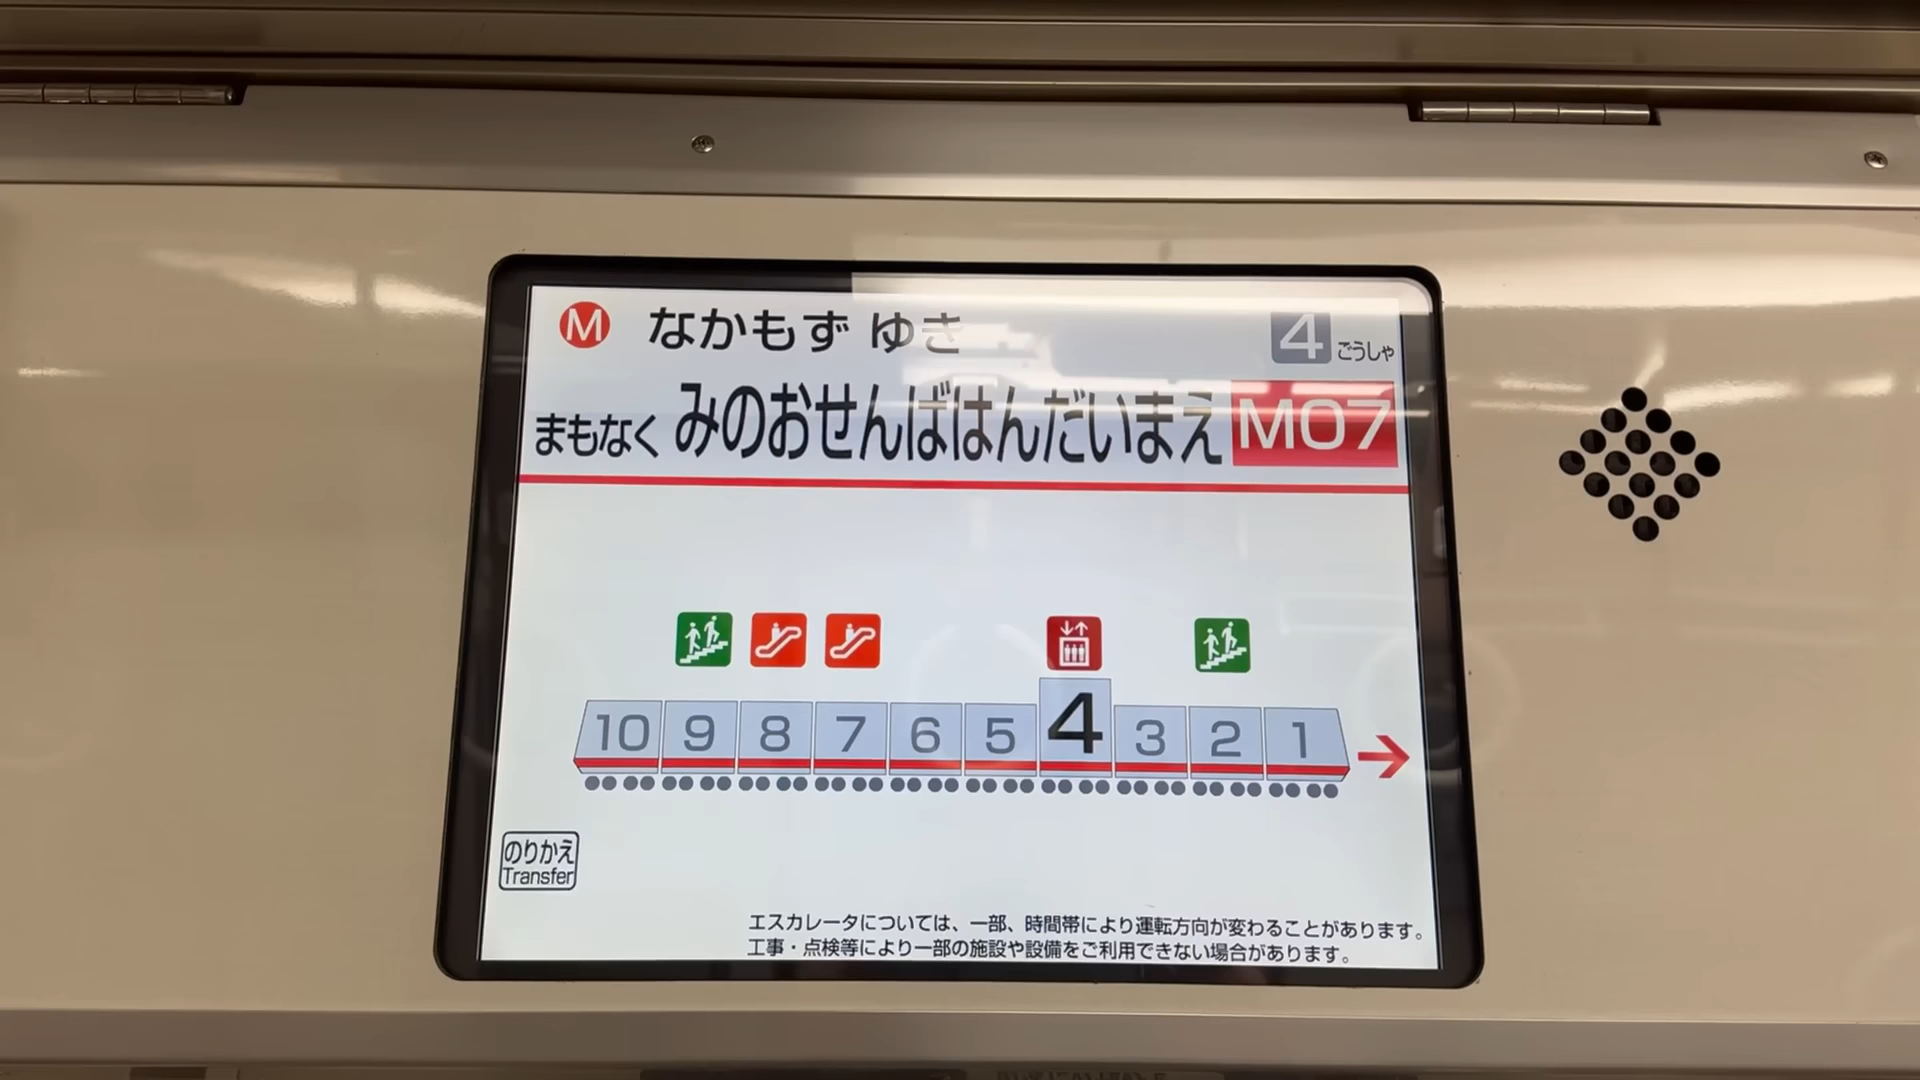 M なかもず ゆき 4 ごうしゃ
まもなく みのおせんばはんだいまえ M07
10 9 8 7 6 5 4 3 2 1
のりかえ
Transfer
エスカレータについては、一部、時間帯により運転方向が変わることがあります。
工事・点検等により一部の施設や設備をご利用できない場合があります。